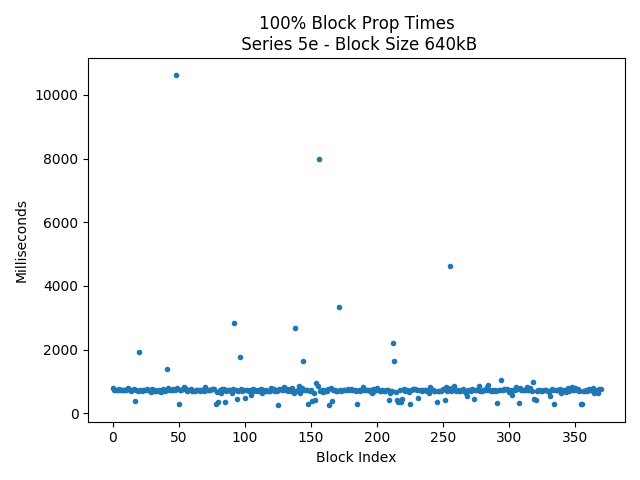 100% Block Prop Times
Series 5e - Block Size 640kB
10000
8000
6000
4000
2000
0
Milliseconds
0 50 100 150 200 250 300 350
Block Index